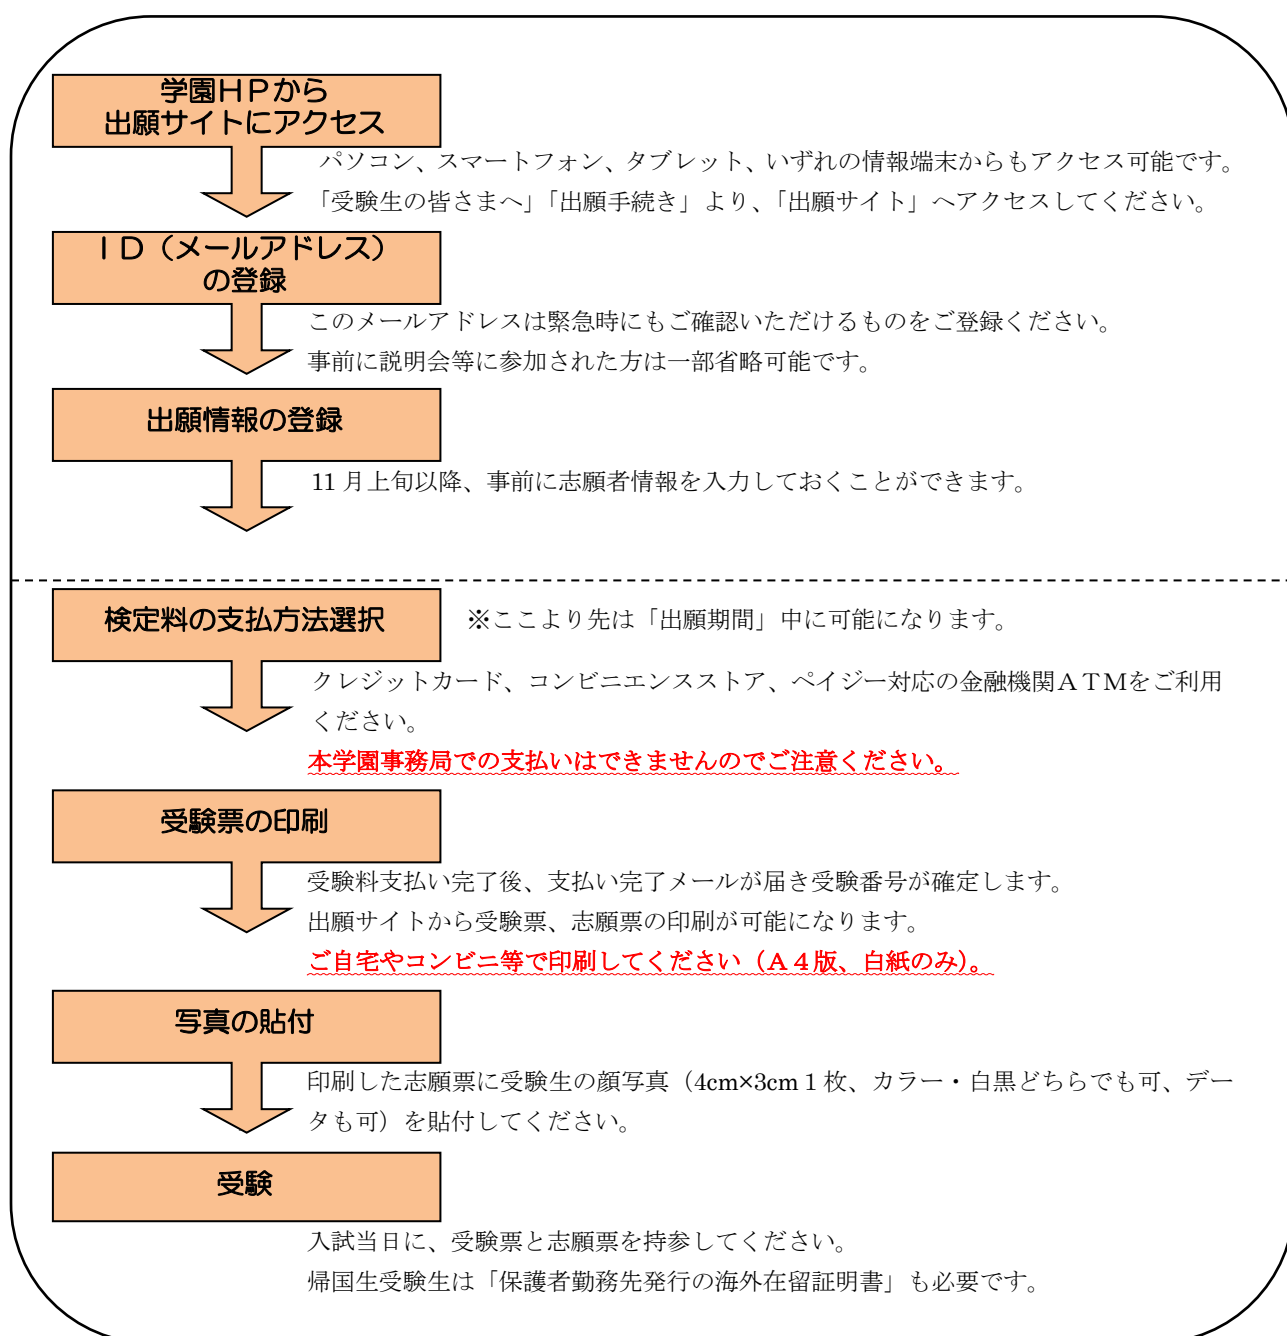 学園ＨＰから
出願サイトにアクセス
パソコン、スマートフォン、タブレット、いずれの情報端末からもアクセス可能です。
「受験生の皆さまへ」「出願手続き」より、「出願サイト」へアクセスしてください。
ＩＤ（メールアドレス）
の登録
このメールアドレスは緊急時にもご確認いただけるものをご登録ください。
事前に説明会等に参加された方は一部省略可能です。
出願情報の登録
11月上旬以降、事前に志願者情報を入力しておくことができます。
検定料の支払方法選択
※ここより先は「出願期間」中に可能になります。
クレジットカード、コンビニエンスストア、ペイジー対応の金融機関ＡＴＭをご利用
ください。
本学園事務局での支払いはできませんのでご注意ください。
受験票の印刷
受験料支払い完了後、支払い完了メールが届き受験番号が確定します。
出願サイトから受験票、志願票の印刷が可能になります。
ご自宅やコンビニ等で印刷してください（Ａ４版、白紙のみ）。
写真の貼付
印刷した志願票に受験生の顔写真（4cm×3cm１枚、カラー・白黒どちらでも可、デー
タも可）を貼付してください。
受験
入試当日に、受験票と志願票を持参してください。
帰国生受験生は「保護者勤務先発行の海外在留証明書」も必要です。